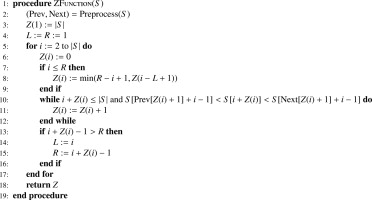 1: procedure ZFunction(S)
2: (Prev, Next) = Preprocess(S)
3: Z(1) := |S|
4: L := R := 1
5: for i := 2 to |S| do
6: Z(i) := 0
7: if i ≤ R then
8: Z(i) := min(R − i + 1, Z(i − L + 1))
9: end if
10: while i + Z(i) ≤ |S| and S[Prev[Z(i) + 1] + i − 1] < S[i + Z(i)] < S[Next[Z(i) + 1] + i − 1] do
11: Z(i) := Z(i) + 1
12: end while
13: if i + Z(i) − 1 > R then
14: L := i
15: R := i + Z(i) − 1
16: end if
17: end for
18: return Z
19: end procedure